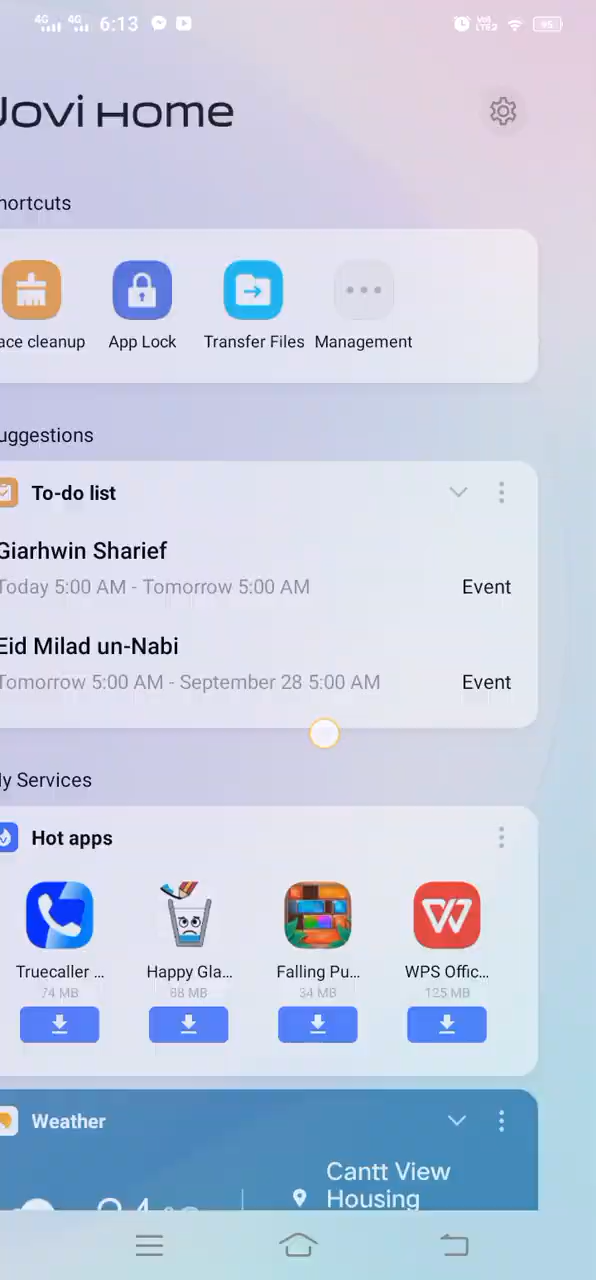 4G 4G 6:13 95
Jovi Home
hortcuts
ace cleanup App Lock Transfer Files Management
uggestions
To-do list
Giarhwin Sharief
Today 5:00 AM - Tomorrow 5:00 AM Event
Eid Milad un-Nabi
Tomorrow 5:00 AM - September 28 5:00 AM Event
y Services
Hot apps
Truecaller ... Happy Gla... Falling Pu... WPS Offic...
74 MB 88 MB 34 MB 125 MB
Weather
Cantt View
Housing